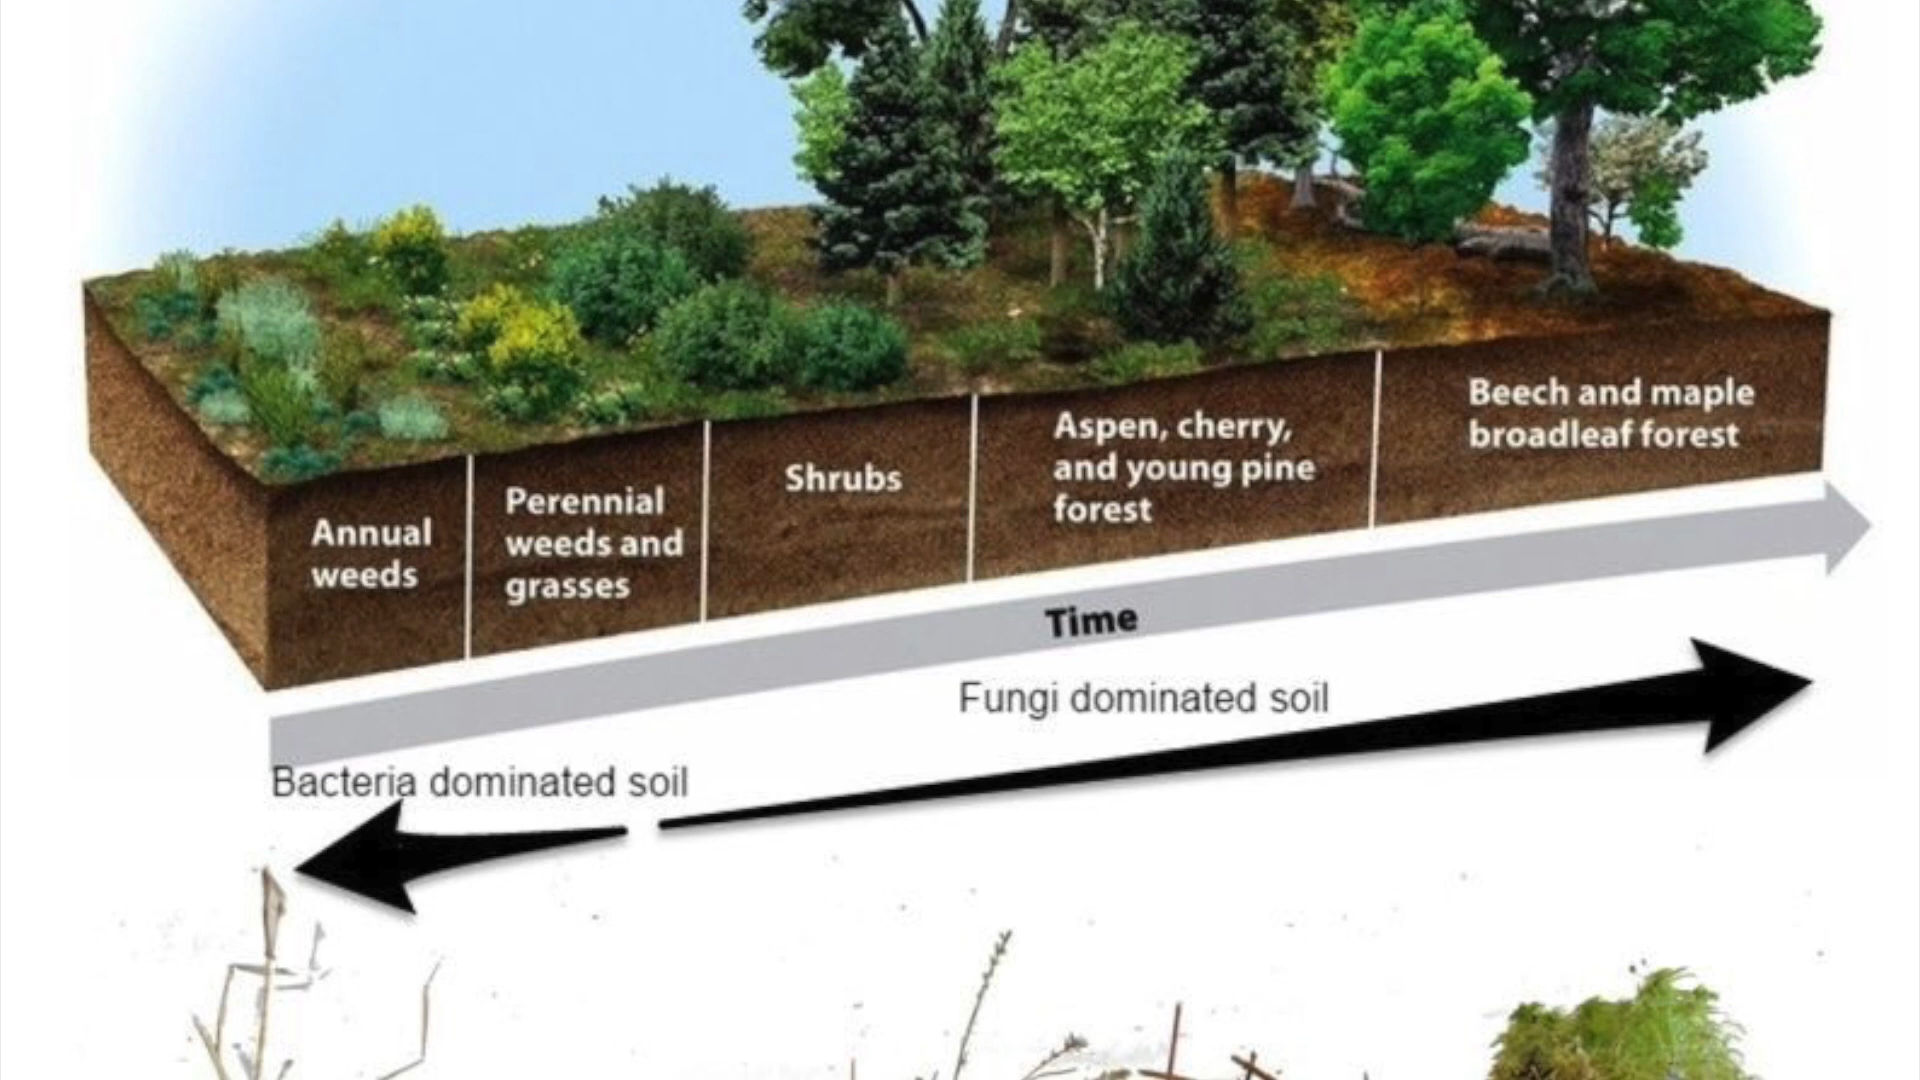 Annual
weeds
Perennial
weeds and
grasses
Shrubs
Aspen, cherry,
and young pine
forest
Beech and maple
broadleaf forest
Time
Fungi dominated soil
Bacteria dominated soil